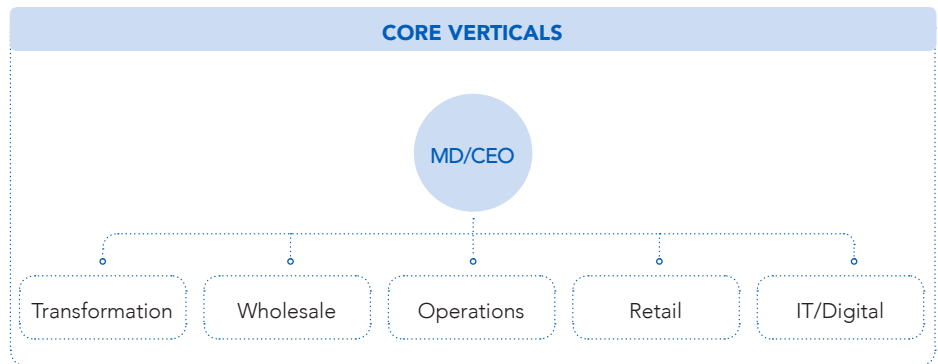 CORE VERTICALS
MD/CEO
Transformation
Wholesale
Operations
Retail
IT/Digital